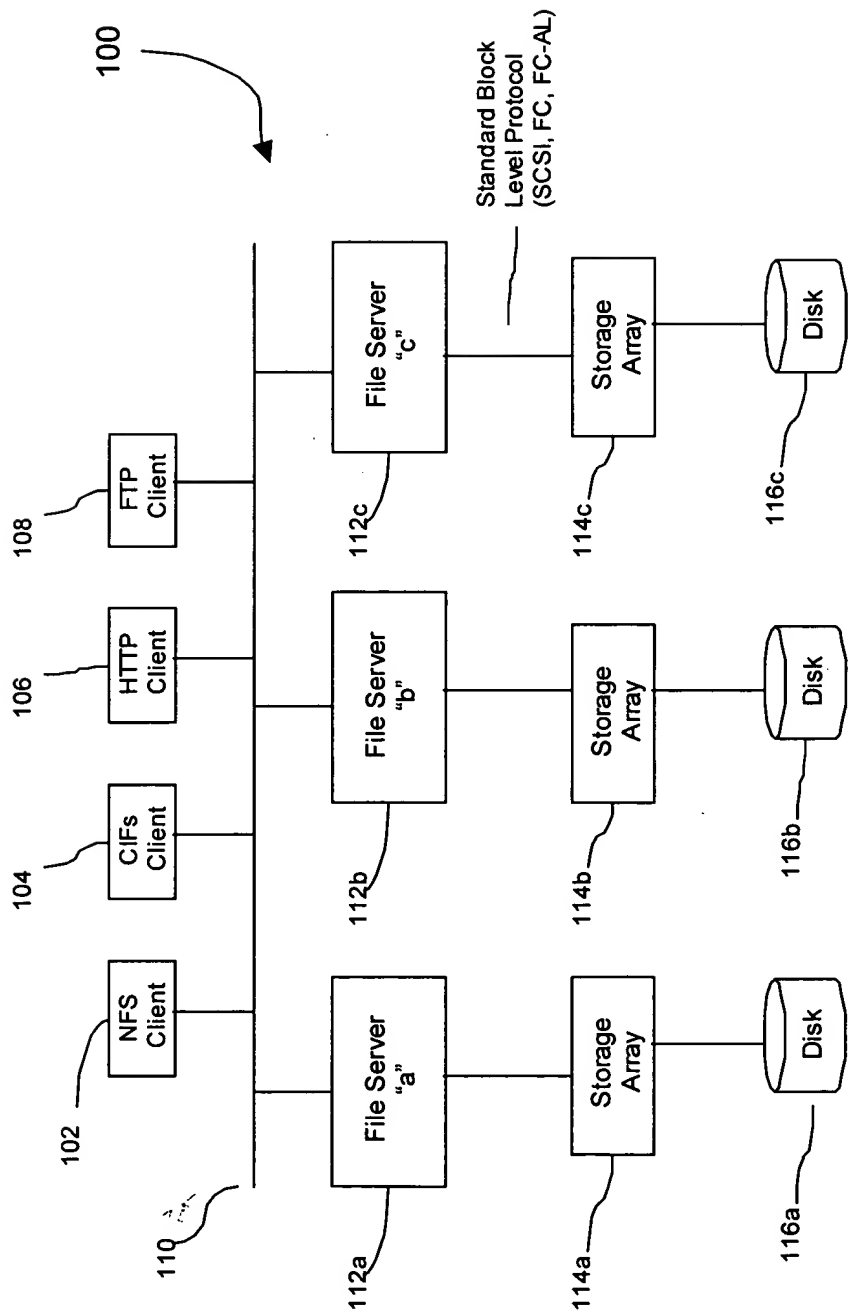 100
102
NFS
Client
104
CIFs
Client
106
HTTP
Client
108
FTP
Client
110
112a
File Server
"a"
112b
File Server
"b"
112c
File Server
"c"
Standard Block
Level Protocol
(SCSI, FC, FC-AL)
114a
Storage
Array
114b
Storage
Array
114c
Storage
Array
116a
Disk
116b
Disk
116c
Disk